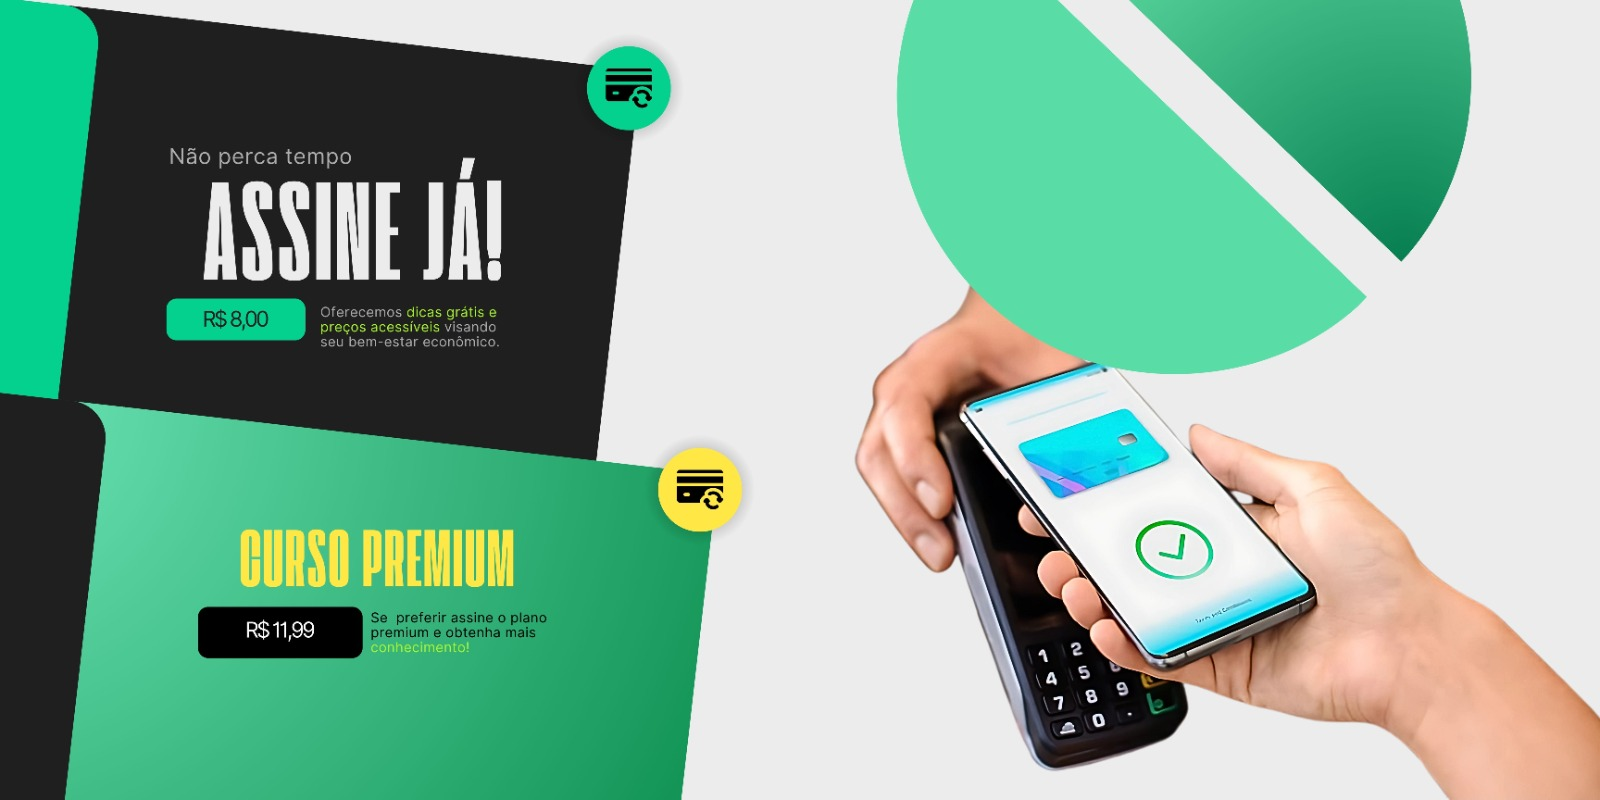 Não perca tempo
ASSINE JÁ!
R$ 8,00
Oferecemos dicas grátis e
preços acessíveis visando
seu bem-estar econômico.
CURSO PREMIUM
R$ 11,99
Se preferir assine o plano
premium e obtenha mais
conhecimento!
1 2
4 5 6
7 8 9
0 .